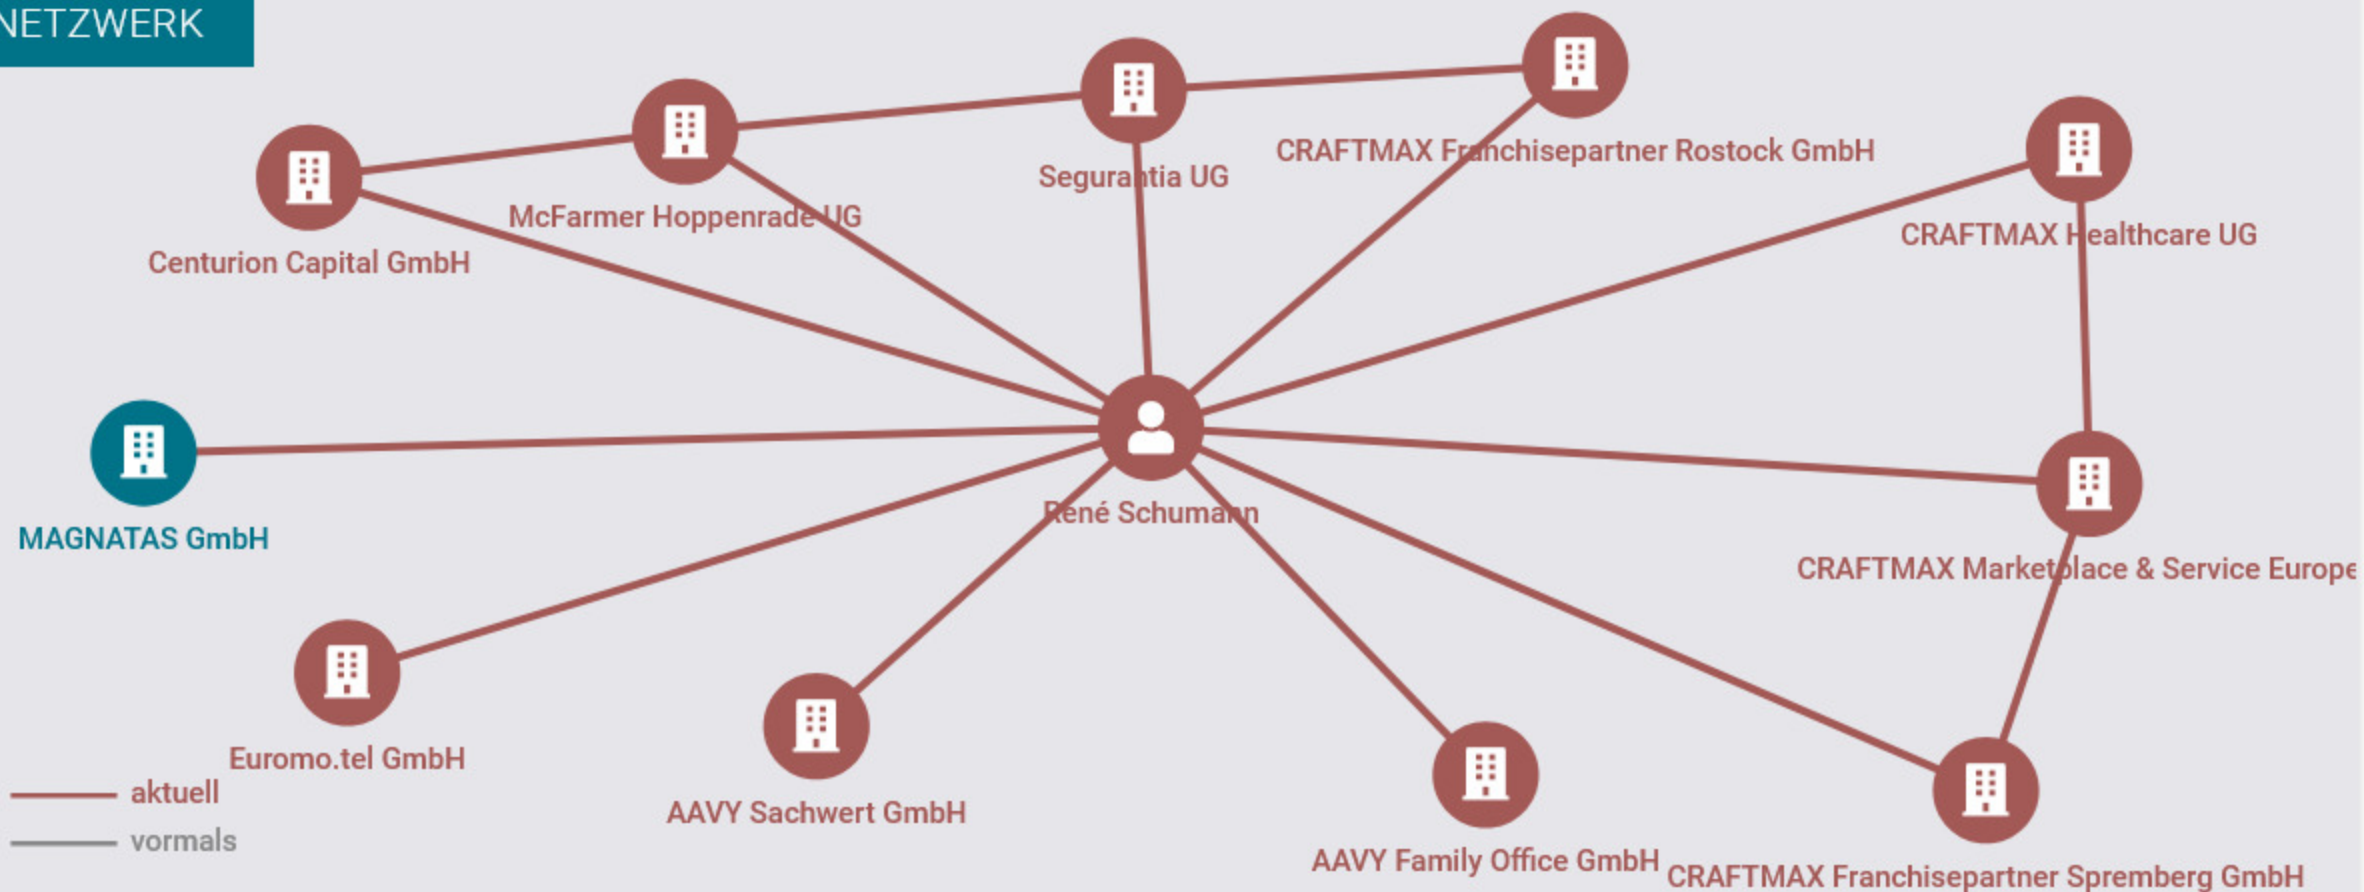 NETZWERK
CRAFTMAX Franchisepartner Rostock GmbH
Segurantia UG
McFarmer Hoppenrade UG
CRAFTMAX Healthcare UG
Centurion Capital GmbH
René Schumann
MAGNATAS GmbH
CRAFTMAX Marketplace & Service Europe
Euromo.tel GmbH
aktuell
AAVY Sachwert GmbH
vormals
AAVY Family Office GmbH
CRAFTMAX Franchisepartner Spremberg GmbH